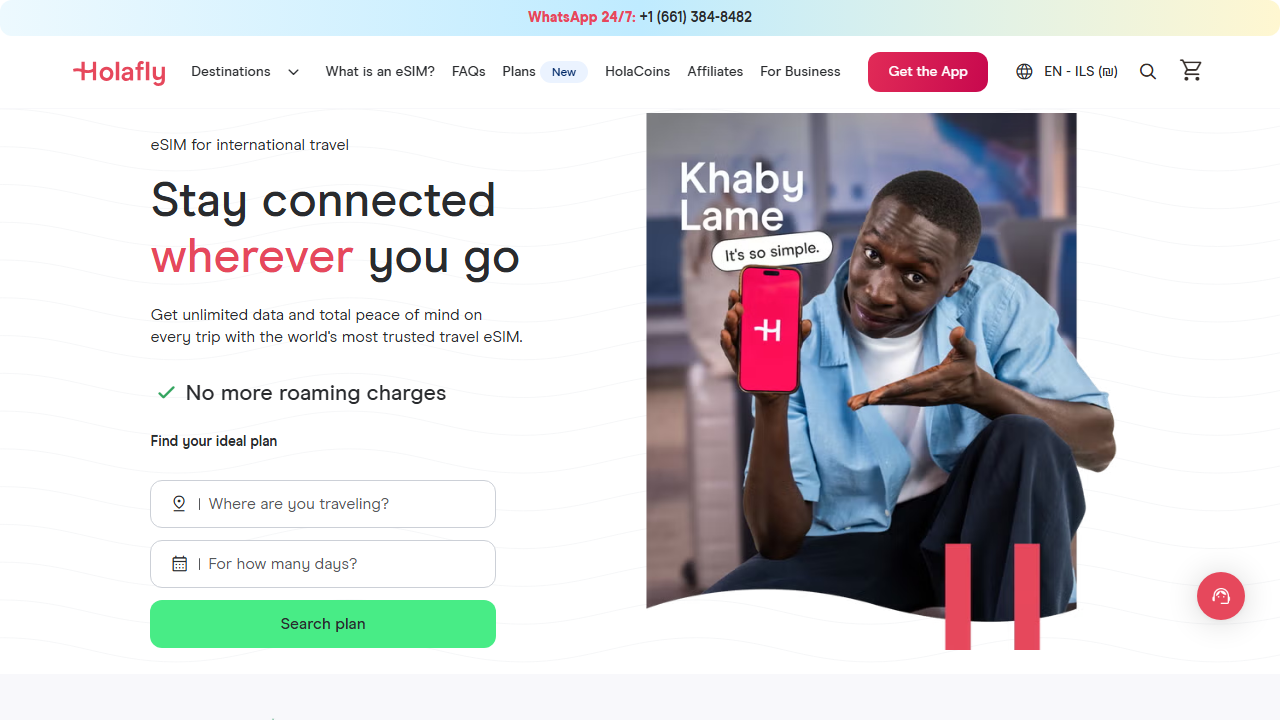 WhatsApp 24/7: +1 (661) 384-8482
Holafly Destinations What is an eSIM? FAQs Plans New HolaCoins Affiliates For Business Get the App EN - ILS (₪)
eSIM for international travel
Stay connected
wherever you go
Get unlimited data and total peace of mind on
every trip with the world's most trusted travel eSIM.
No more roaming charges
Find your ideal plan
Where are you traveling?
For how many days?
Search plan
Khaby
Lame
It's so simple.
H